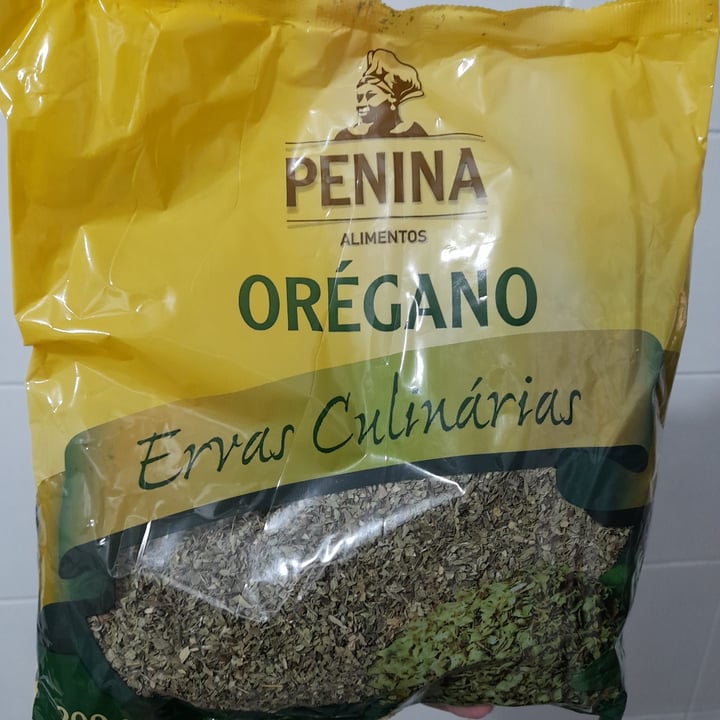 PENINA
ALIMENTOS
ORÉGANO
Ervas Culinárias